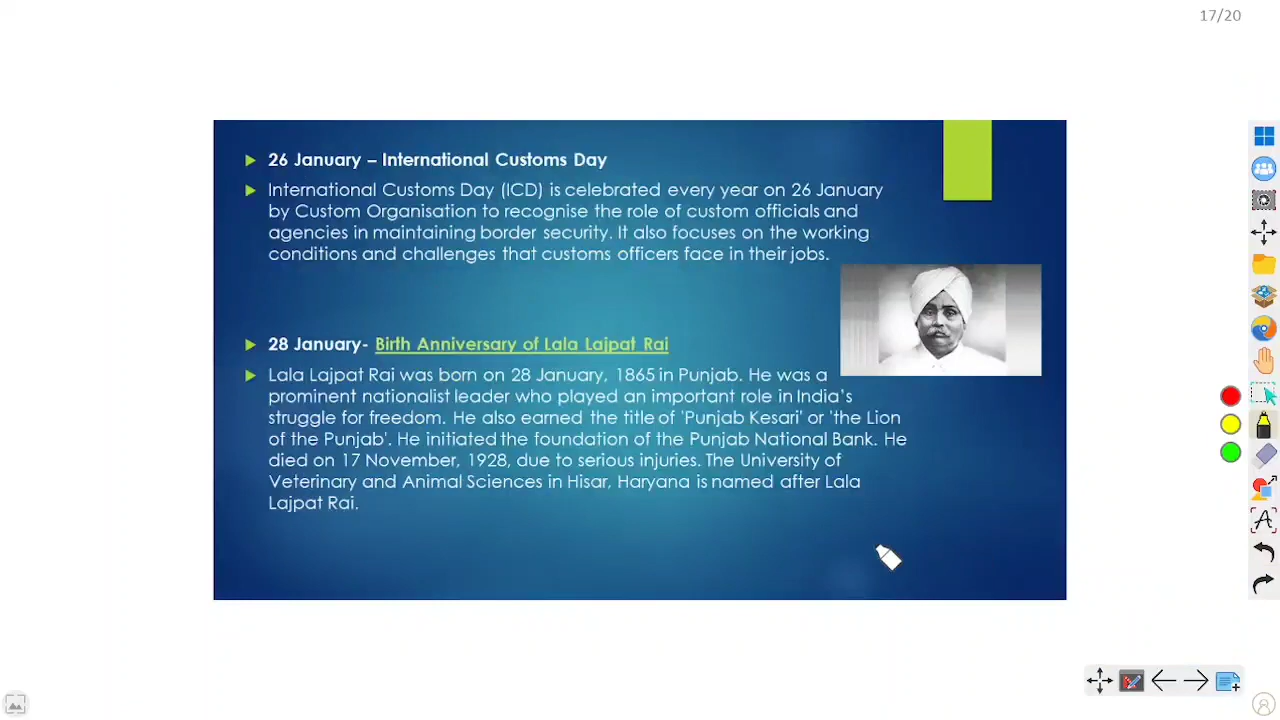 17/20
26 January – International Customs Day
International Customs Day (ICD) is celebrated every year on 26 January
by Custom Organisation to recognise the role of custom officials and
agencies in maintaining border security. It also focuses on the working
conditions and challenges that customs officers face in their jobs.
28 January- Birth Anniversary of Lala Lajpat Rai
Lala Lajpat Rai was born on 28 January, 1865 in Punjab. He was a
prominent nationalist leader who played an important role in India's
struggle for freedom. He also earned the title of 'Punjab Kesari' or 'the Lion
of the Punjab'. He initiated the foundation of the Punjab National Bank. He
died on 17 November, 1928, due to serious injuries. The University of
Veterinary and Animal Sciences in Hisar, Haryana is named after Lala
Lajpat Rai.